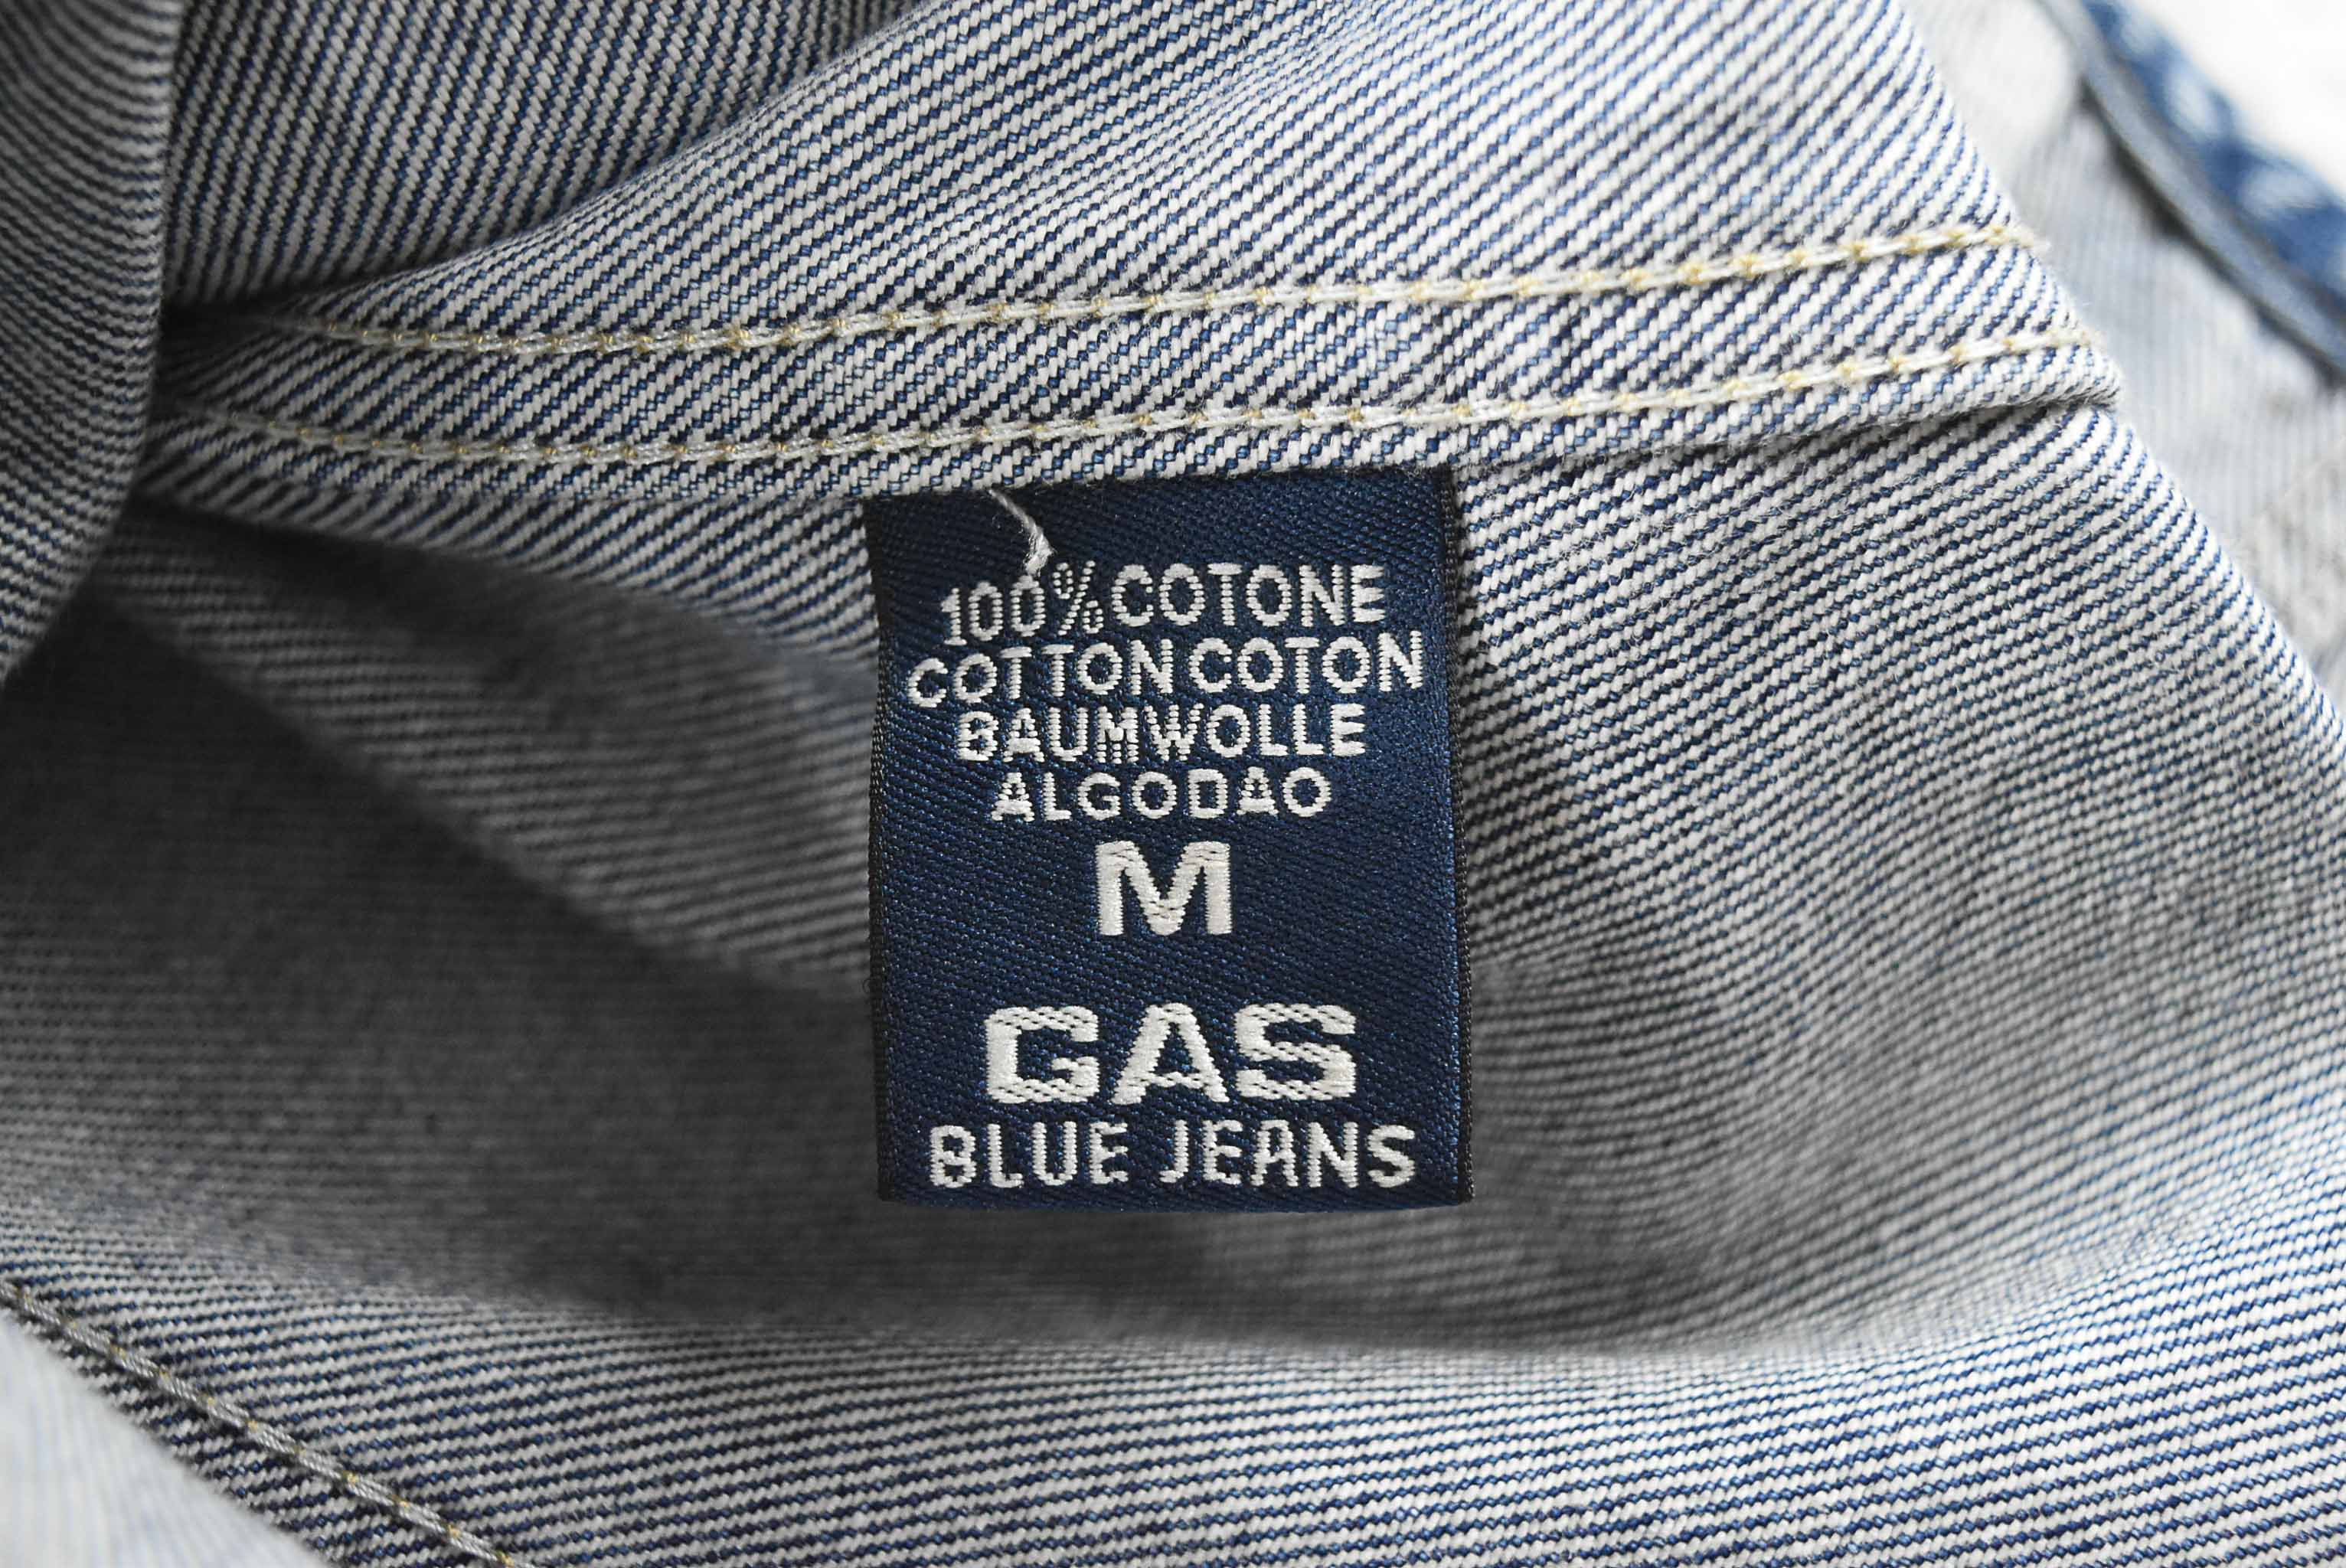 100% COTONE
COTTON COTON
BAUMWOLLE
ALGODAO
M
GAS
BLUE JEANS